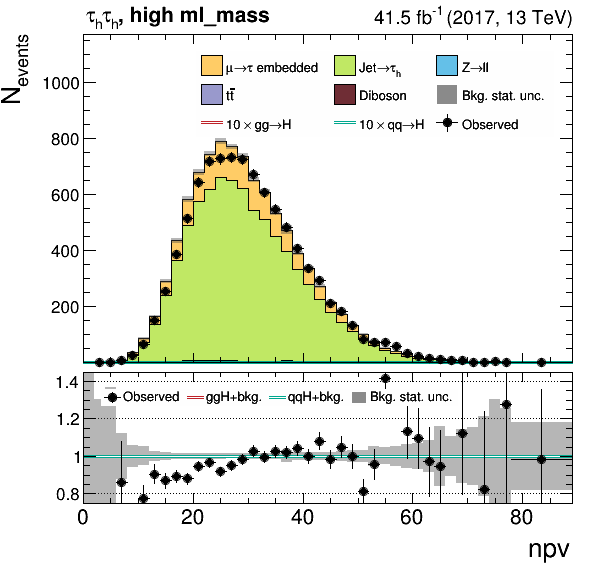 τₕτₕ, high ml_mass 41.5 fb⁻¹ (2017, 13 TeV)
N_events
μ→τ embedded Jet→τₕ Z→ll
tt̄ Diboson Bkg. stat. unc.
10 × gg→H 10 × qq→H Observed
1000
800
600
400
200
1.4
Observed ggH+bkg. qqH+bkg. Bkg. stat. unc.
1.2
1
0.8
0 20 40 60 80
npv